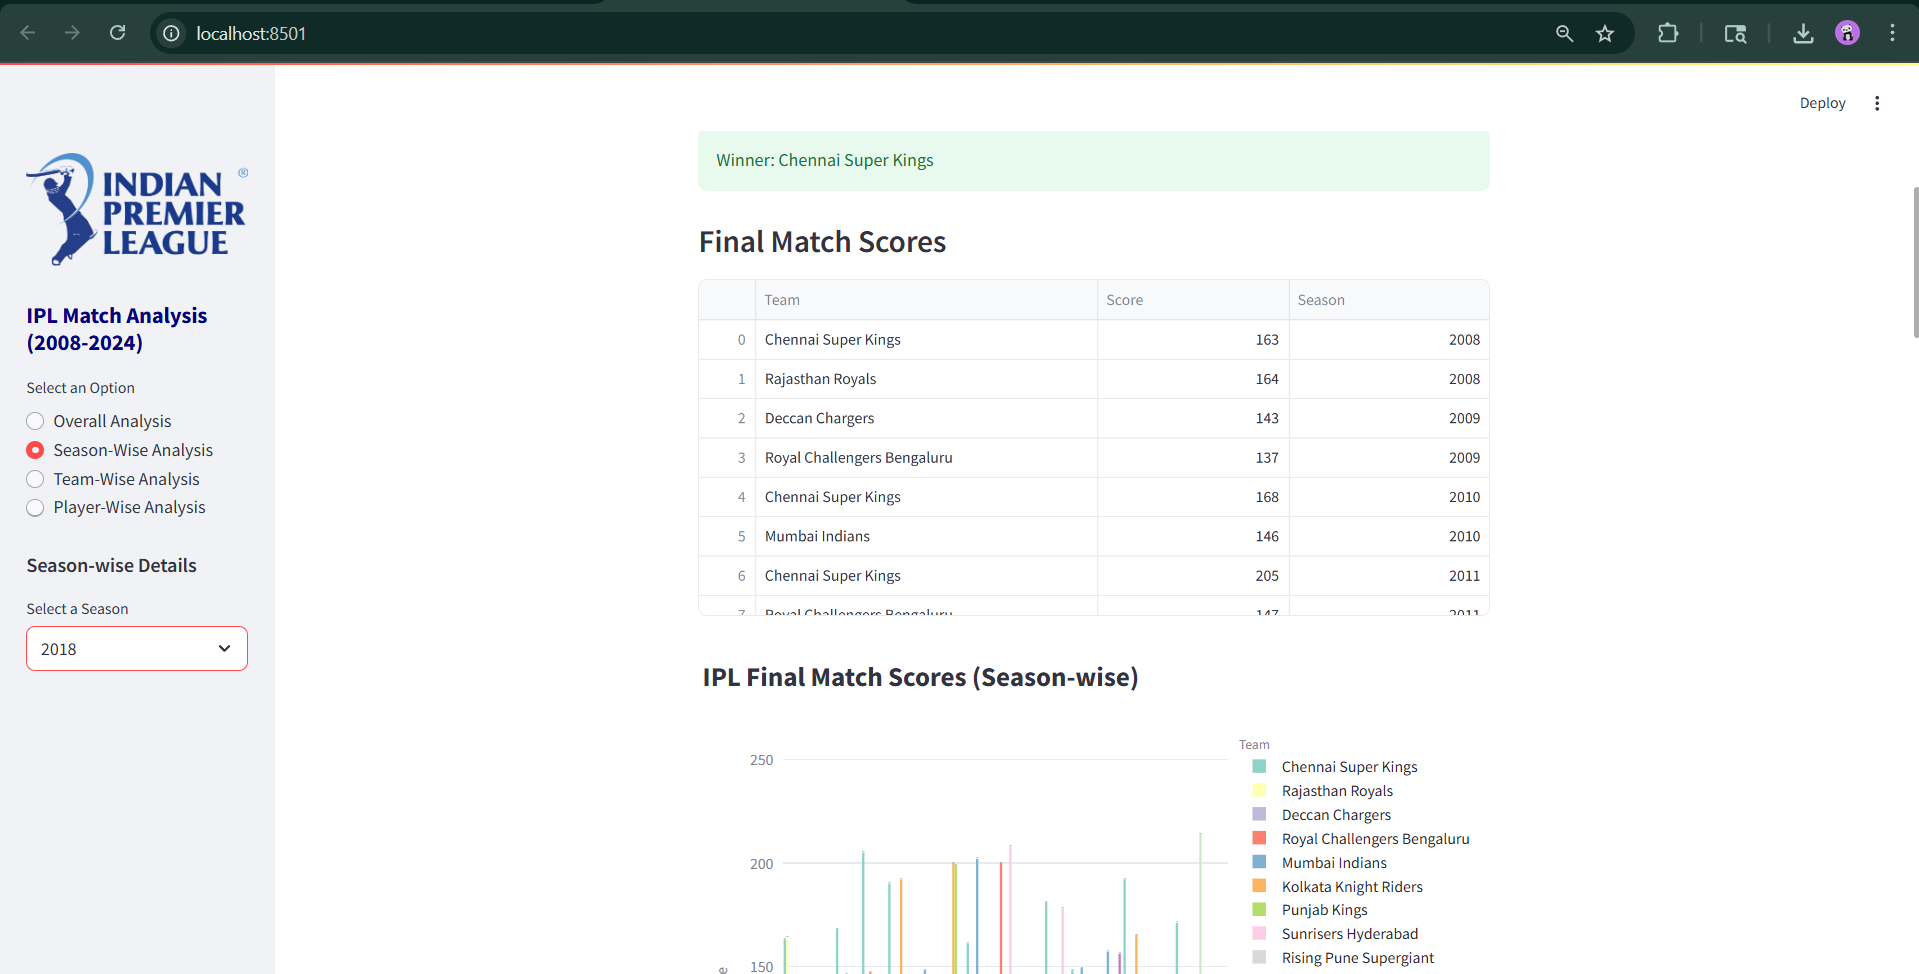 localhost:8501
Deploy
INDIAN
PREMIER
LEAGUE
®
IPL Match Analysis
(2008-2024)
Select an Option
Overall Analysis
Season-Wise Analysis
Team-Wise Analysis
Player-Wise Analysis
Season-wise Details
Select a Season
2018
Winner: Chennai Super Kings
Final Match Scores
Team Score Season
0 Chennai Super Kings 163 2008
1 Rajasthan Royals 164 2008
2 Deccan Chargers 143 2009
3 Royal Challengers Bengaluru 137 2009
4 Chennai Super Kings 168 2010
5 Mumbai Indians 146 2010
6 Chennai Super Kings 205 2011
7 Royal Challengers Bengaluru 147 2011
IPL Final Match Scores (Season-wise)
250
200
150
Team
Chennai Super Kings
Rajasthan Royals
Deccan Chargers
Royal Challengers Bengaluru
Mumbai Indians
Kolkata Knight Riders
Punjab Kings
Sunrisers Hyderabad
Rising Pune Supergiant